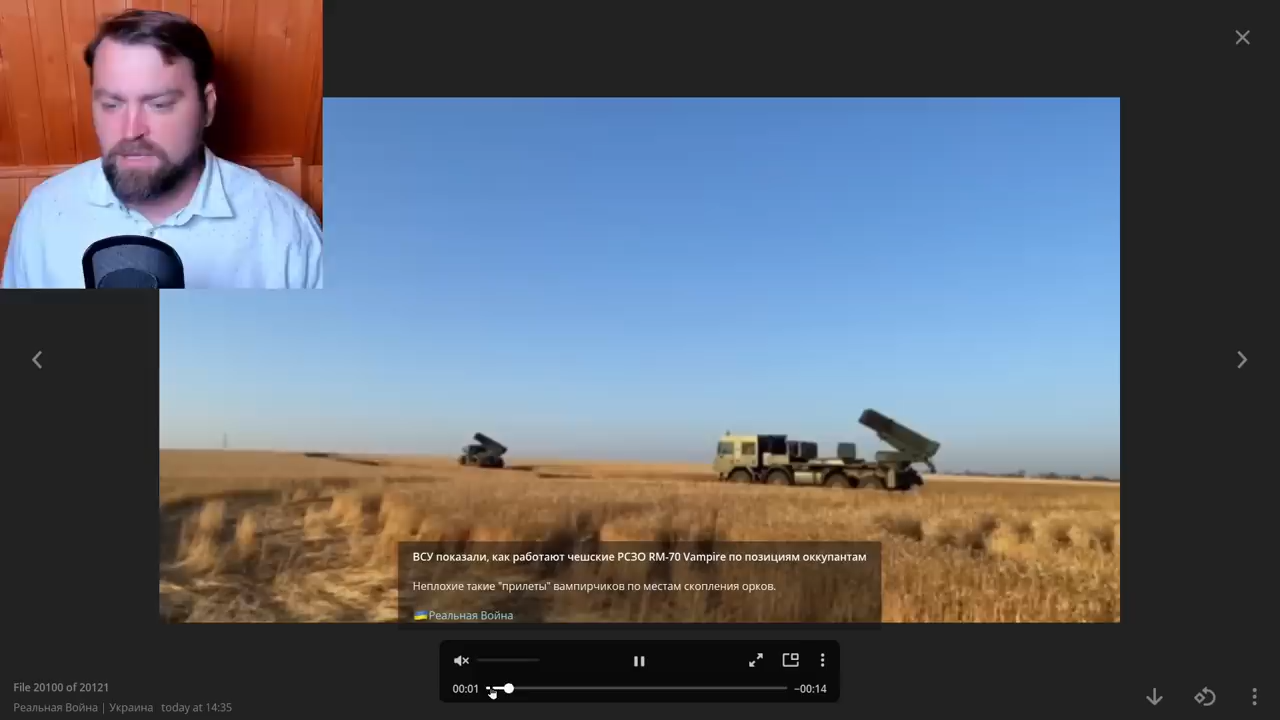 ВСУ показали, как работают чешские РСЗО RM-70 Vampire по позициям оккупантам
Неплохие такие "прилеты" вампирчиков по местам скопления орков.
🇺🇦Реальная Война
00:01
−00:14
File 20100 of 20121
Реальная Война | Украина today at 14:35